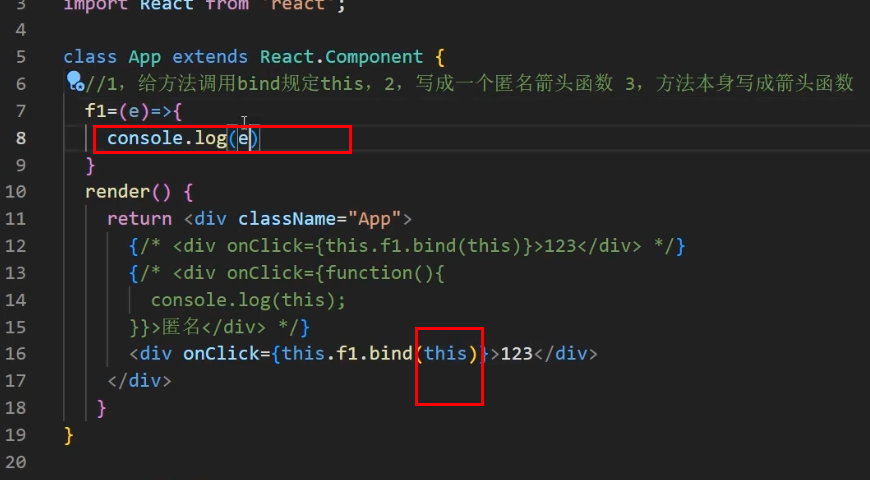 3 import React from 'react';
4
5 class App extends React.Component {
6 //1，给方法调用bind规定this，2，写成一个匿名箭头函数 3，方法本身写成箭头函数
7 f1=(e)=>{
8 console.log(e)
9 }
10 render() {
11 return <div className="App">
12 {/* <div onClick={this.f1.bind(this)}>123</div> */}
13 {/* <div onClick={function(){
14 console.log(this);
15 }}>匿名</div> */}
16 <div onClick={this.f1.bind(this)}>123</div>
17 </div>
18 }
19 }
20